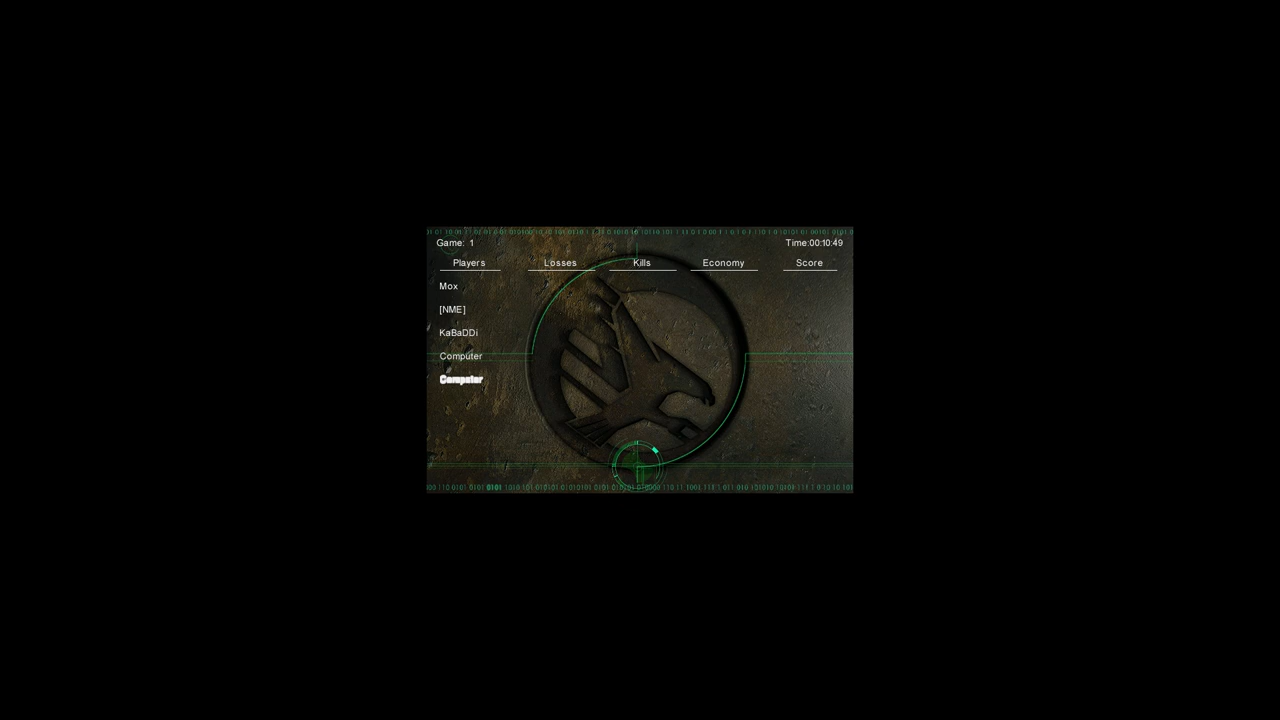 Game: 1 Time:00:10:49
Players Losses Kills Economy Score
Mox
[NME]
KaBaDDi
Computer
Computer